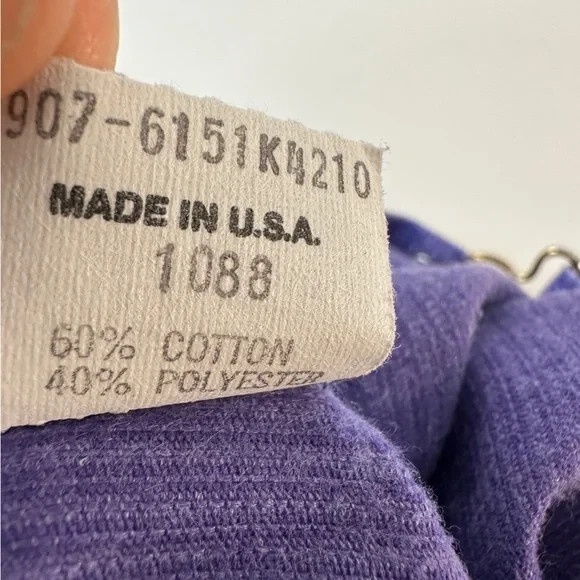 907-6151K4210
MADE IN U.S.A.
1088
60% COTTON
40% POLYESTER